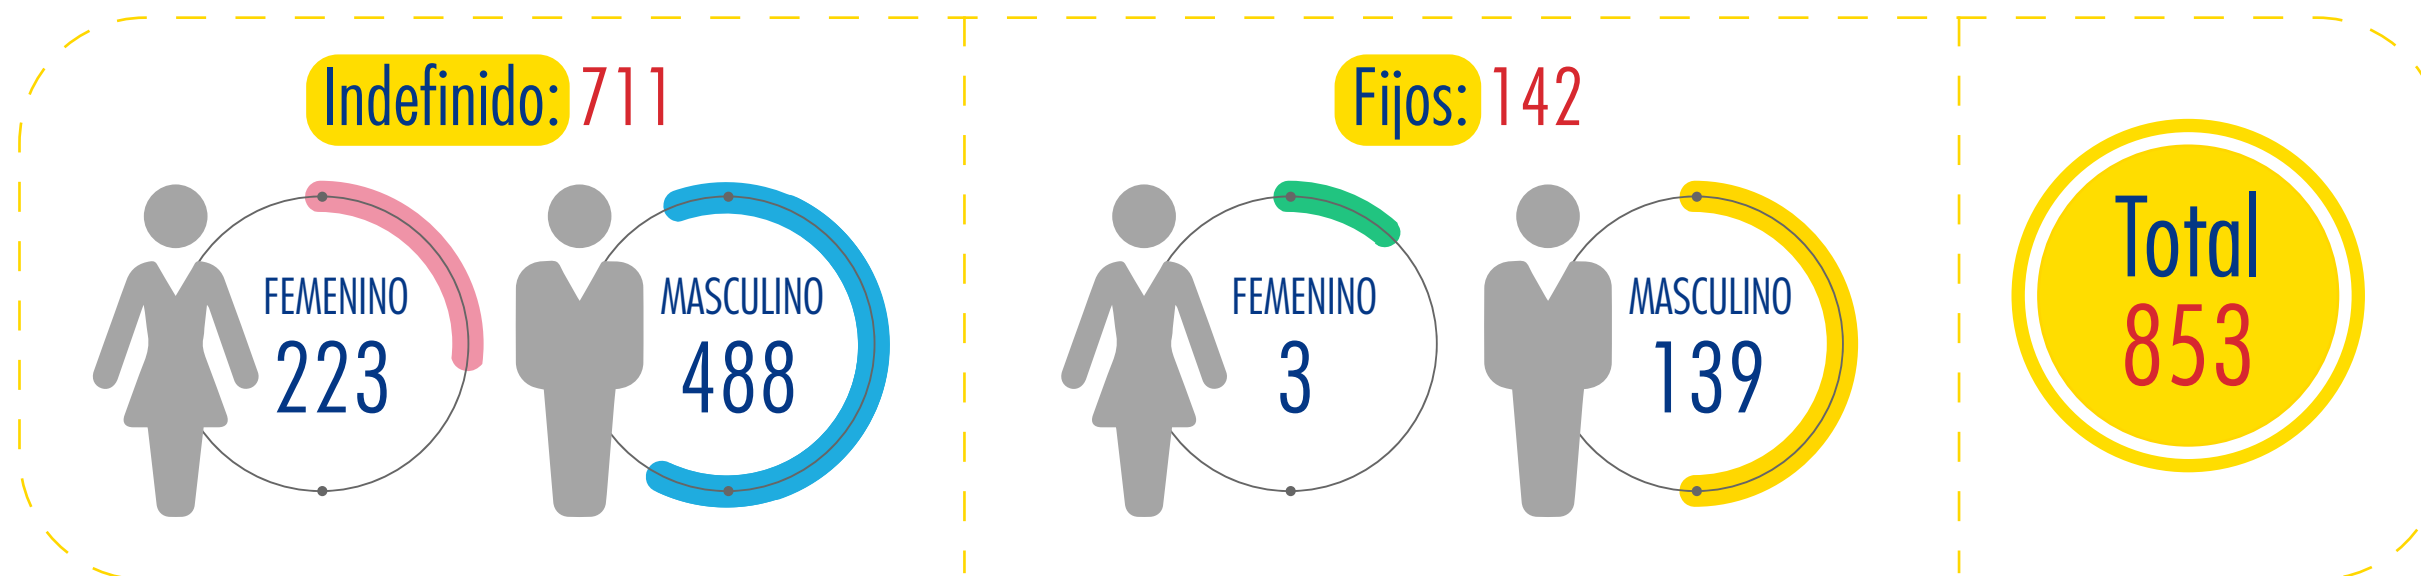 Indefinido: 711
FEMENINO
223
MASCULINO
488
Fijos: 142
FEMENINO
3
MASCULINO
139
Total
853